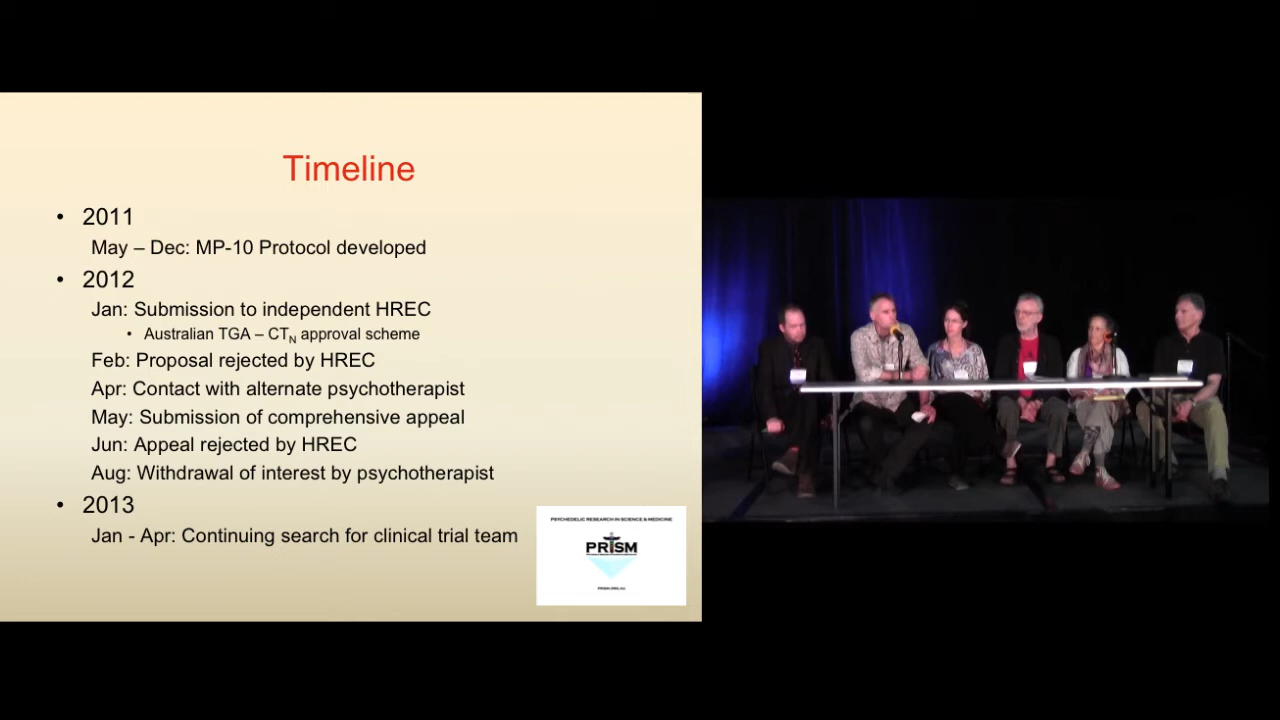 Timeline
• 2011
May – Dec: MP-10 Protocol developed
• 2012
Jan: Submission to independent HREC
• Australian TGA – CTN approval scheme
Feb: Proposal rejected by HREC
Apr: Contact with alternate psychotherapist
May: Submission of comprehensive appeal
Jun: Appeal rejected by HREC
Aug: Withdrawal of interest by psychotherapist
• 2013
Jan - Apr: Continuing search for clinical trial team
PSYCHEDELIC RESEARCH IN SCIENCE & MEDICINE
PRISM
PRISM.ORG.AU